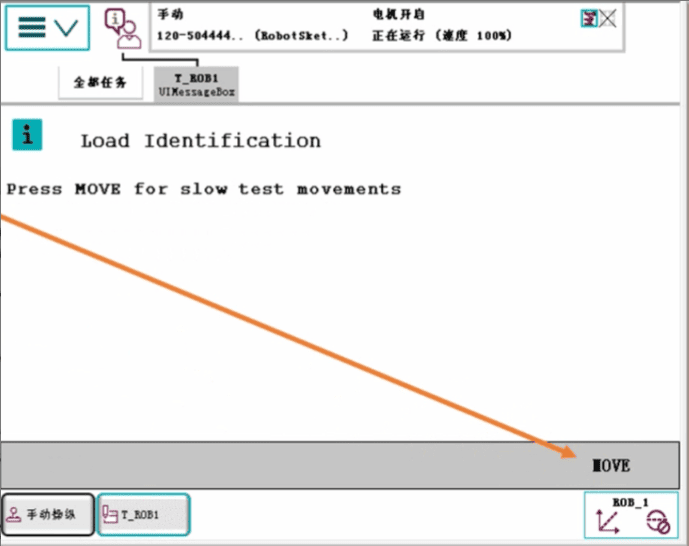 手动
电机开启
120-504444.. (RobotSket..)
正在运行 (速度 100%)
全部任务
T_ROB1
UIMessageBox
i
Load Identification
Press MOVE for slow test movements
MOVE
手动操纵
T_ROB1
ROB_1